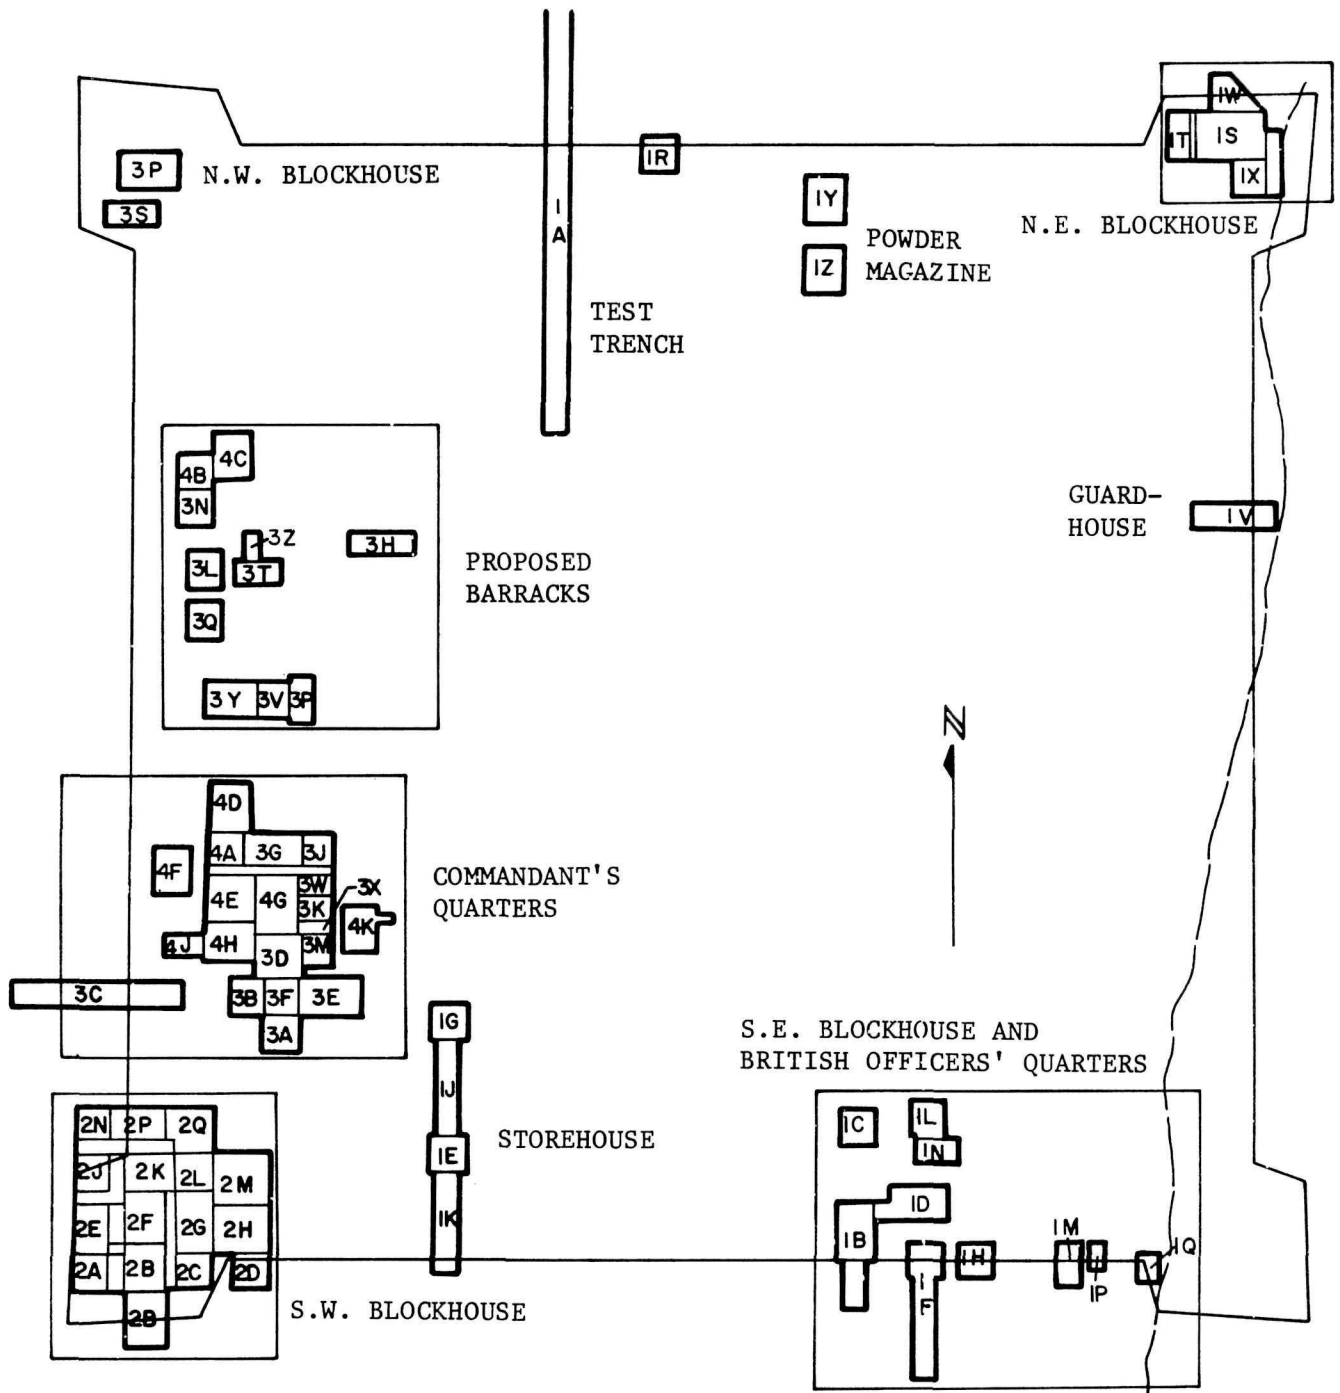 1W
1T
1S
1X
3P
N.W. BLOCKHOUSE
3S
1R
1
A
1Y
1Z
POWDER
MAGAZINE
N.E. BLOCKHOUSE
TEST
TRENCH
4C
4B
3N
3Z
3H
3L
3T
3Q
3Y
3V
3P
PROPOSED
BARRACKS
GUARD-
HOUSE
1V
N
4D
4A
3G
3J
4F
3W
3X
4E
4G
3K
4K
4J
4H
3D
3M
3C
3B
3F
3E
3A
COMMANDANT'S
QUARTERS
1G
1J
1E
1K
STOREHOUSE
S.E. BLOCKHOUSE AND
BRITISH OFFICERS' QUARTERS
2N
2P
2Q
2J
2K
2L
2M
2E
2F
2G
2H
2A
2B
2C
2D
2B
S.W. BLOCKHOUSE
1C
1L
1N
1D
1B
1M
1Q
1H
1P
1
F